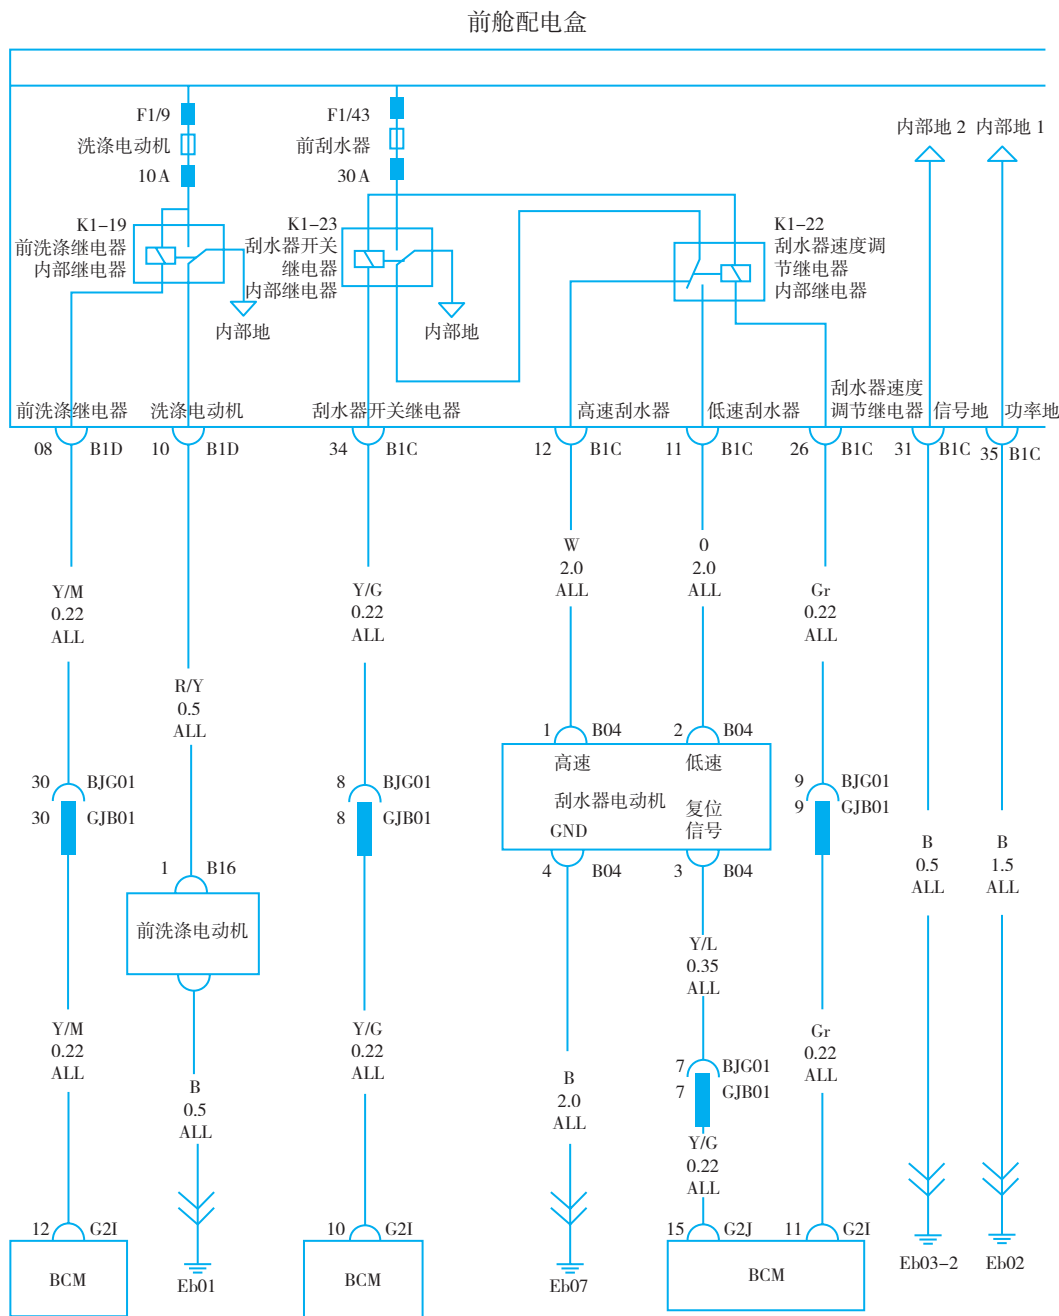 前舱配电盒
F1/9
洗涤电动机
10 A
F1/43
前刮水器
30 A
内部地 2
内部地 1
K1-19
前洗涤继电器
内部继电器
内部地
K1-23
刮水器开关
继电器
内部继电器
内部地
K1-22
刮水器速度调
节继电器
内部继电器
前洗涤继电器
洗涤电动机
刮水器开关继电器
高速刮水器
低速刮水器
刮水器速度
调节继电器
信号地
功率地
08 B1D
10 B1D
34 B1C
12 B1C
11 B1C
26 B1C
31 B1C
35 B1C
Y/M
0.22
ALL
R/Y
0.5
ALL
Y/G
0.22
ALL
W
2.0
ALL
0
2.0
ALL
Gr
0.22
ALL
30 BJG01
30 GJB01
8 BJG01
8 GJB01
9 BJG01
9 GJB01
1 B04
2 B04
高速
低速
刮水器电动机
GND
复位
信号
4 B04
3 B04
1 B16
前洗涤电动机
B
0.5
ALL
B
1.5
ALL
Y/L
0.35
ALL
Y/M
0.22
ALL
B
0.5
ALL
Y/G
0.22
ALL
B
2.0
ALL
7 BJG01
7 GJB01
Y/G
0.22
ALL
Gr
0.22
ALL
12 G2I
BCM
Eb01
10 G2I
BCM
Eb07
15 G2J
11 G2I
BCM
Eb03-2
Eb02